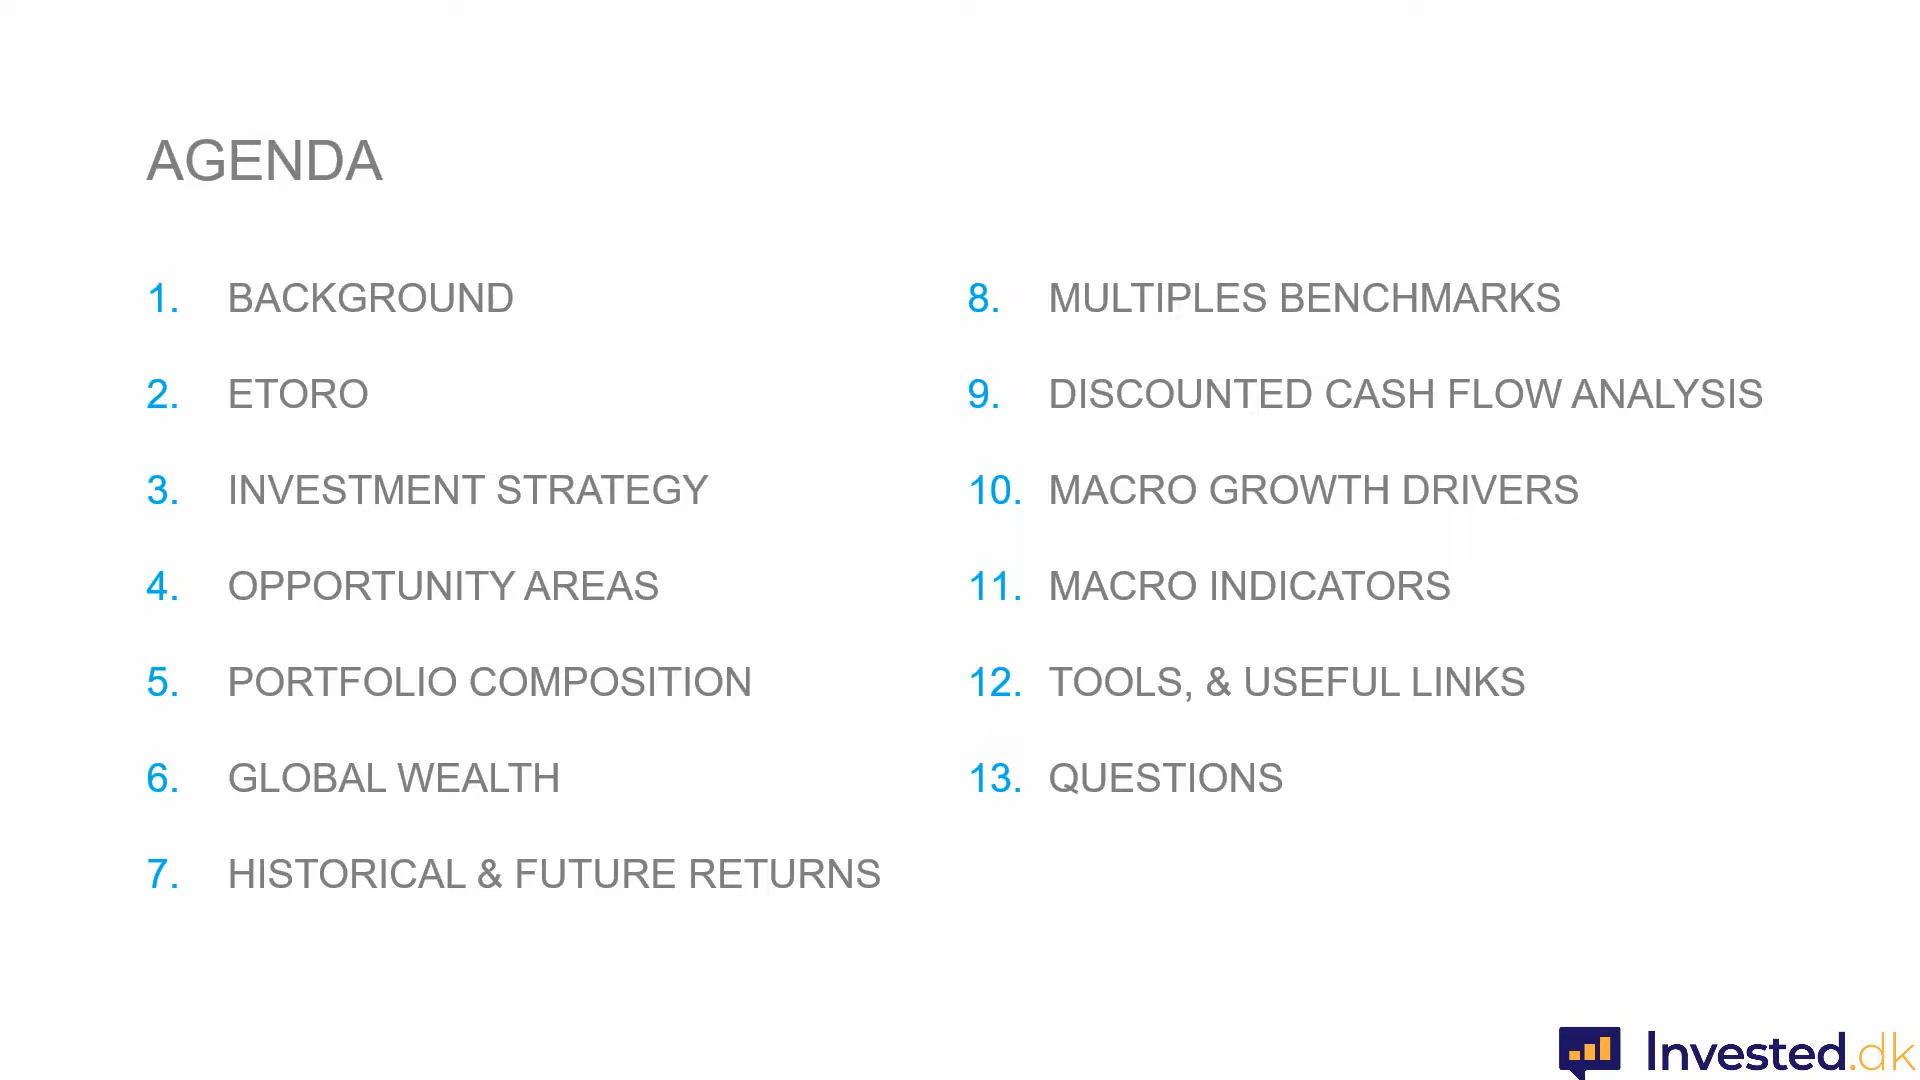 AGENDA
1. BACKGROUND
2. ETORO
3. INVESTMENT STRATEGY
4. OPPORTUNITY AREAS
5. PORTFOLIO COMPOSITION
6. GLOBAL WEALTH
7. HISTORICAL & FUTURE RETURNS
8. MULTIPLES BENCHMARKS
9. DISCOUNTED CASH FLOW ANALYSIS
10. MACRO GROWTH DRIVERS
11. MACRO INDICATORS
12. TOOLS, & USEFUL LINKS
13. QUESTIONS
Invested.dk